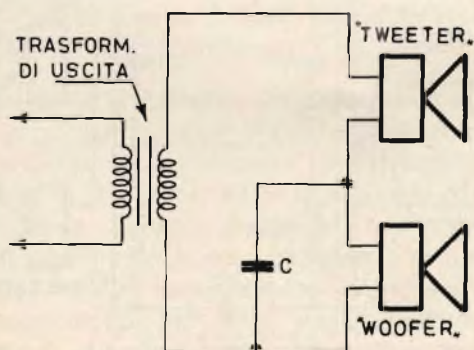 TRASFORM.
DI USCITA
"TWEETER„
C
"WOOFER„